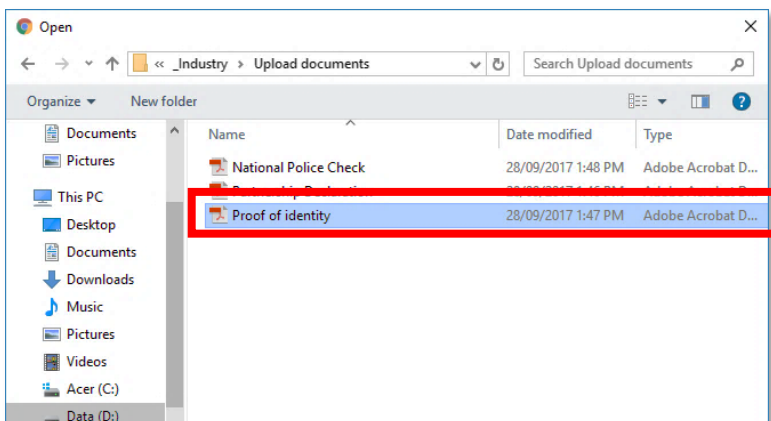 Open
« _Industry > Upload documents
Search Upload documents
Organize
New folder
Name
Date modified
Type
Documents
Pictures
This PC
Desktop
Documents
Downloads
Music
Pictures
Videos
Acer (C:)
Data (D:)
National Police Check 28/09/2017 1:48 PM Adobe Acrobat D...
Proof of identity 28/09/2017 1:47 PM Adobe Acrobat D...